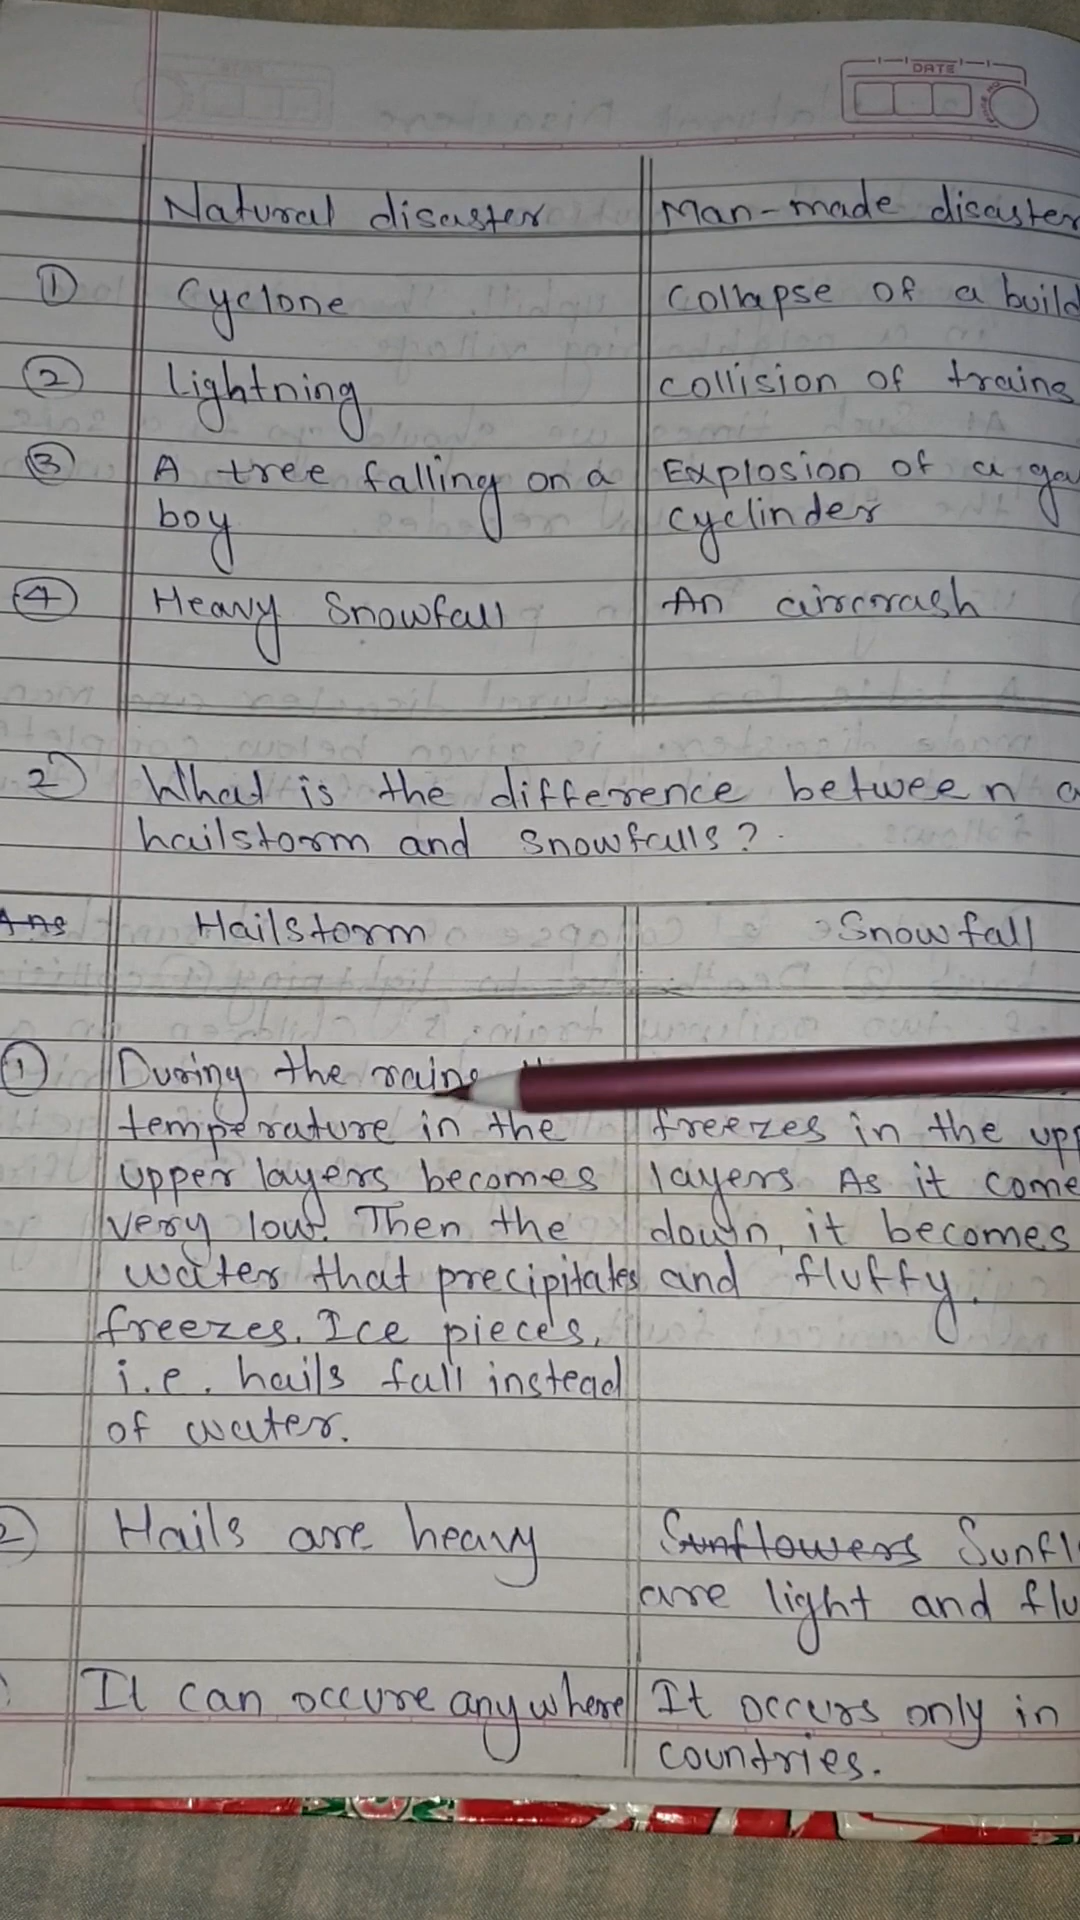 DATE
Natural disaster Man-made disaster
① Cyclone Collapse of a build
② Lightning Collision of trains
③ A tree falling on a Explosion of a ga
boy cyclinder
④ Heavy Snowfall An aircrash
2) What is the difference between a
hailstorm and snowfalls?
Ans Hailstorm Snowfall
① During the rains
temperature in the freezes in the upp
upper layers becomes layers As it come
very low. Then the down, it becomes
water that precipitates and fluffy.
freezes. Ice pieces,
i.e. hails fall instead
of water.
2) Hails are heavy Sunflowers Sunfl
are light and flu
It can occure anywhere It occurs only in
countries.